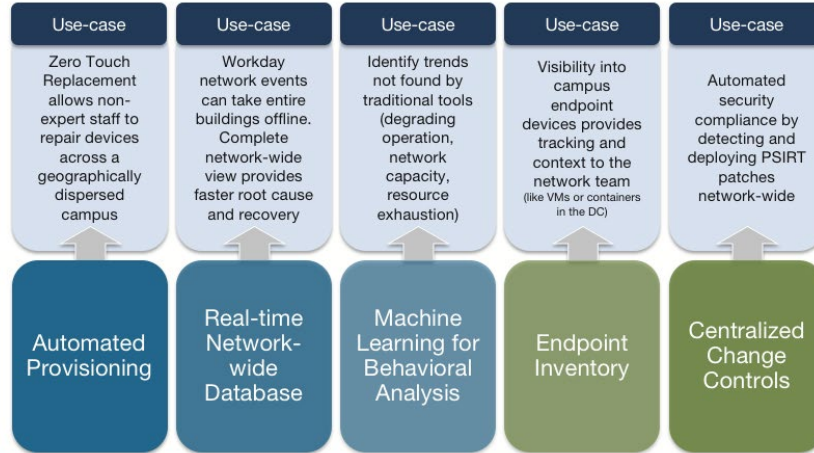 Use-case
Zero Touch
Replacement
allows non-
expert staff to
repair devices
across a
geographically
dispersed
campus
Automated
Provisioning
Use-case
Workday
network events
can take entire
buildings offline.
Complete
network-wide
view provides
faster root cause
and recovery
Real-time
Network-
wide
Database
Use-case
Identify trends
not found by
traditional tools
(degrading
operation,
network
capacity,
resource
exhaustion)
Machine
Learning for
Behavioral
Analysis
Use-case
Visibility into
campus
endpoint
devices provides
tracking and
context to the
network team
(like VMs or containers
in the DC)
Endpoint
Inventory
Use-case
Automated
security
compliance by
detecting and
deploying PSIRT
patches
network-wide
Centralized
Change
Controls